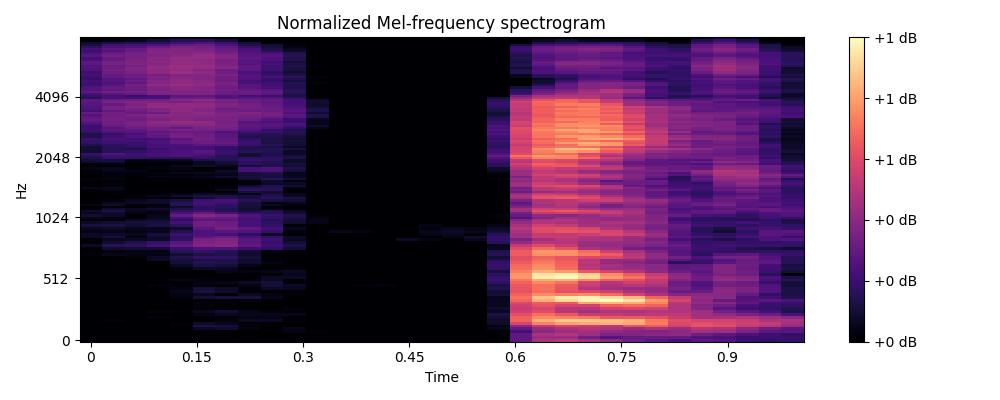 Normalized Mel-frequency spectrogram
Hz
4096
2048
1024
512
0
0 0.15 0.3 0.45 0.6 0.75 0.9
Time
+1 dB
+1 dB
+1 dB
+0 dB
+0 dB
+0 dB